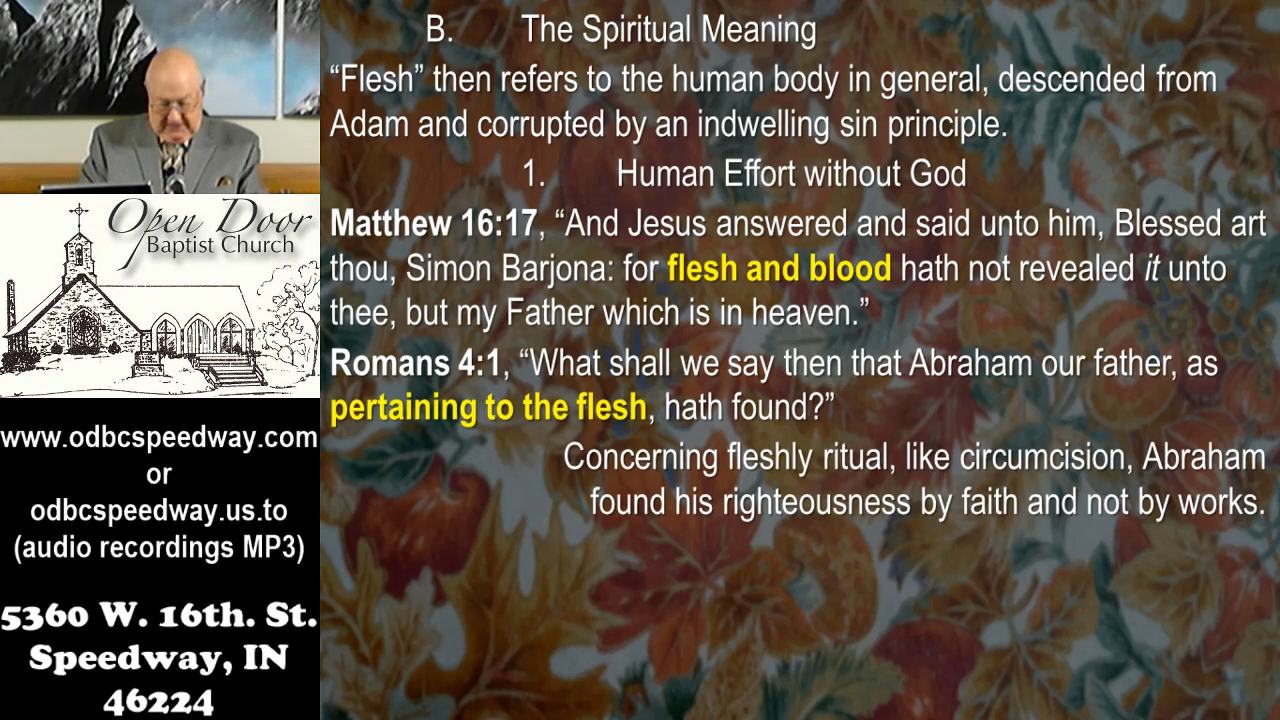 B. The Spiritual Meaning
“Flesh” then refers to the human body in general, descended from
Adam and corrupted by an indwelling sin principle.
1. Human Effort without God
Matthew 16:17, “And Jesus answered and said unto him, Blessed art
thou, Simon Barjona: for flesh and blood hath not revealed it unto
thee, but my Father which is in heaven.”
Romans 4:1, “What shall we say then that Abraham our father, as
pertaining to the flesh, hath found?”
Concerning fleshly ritual, like circumcision, Abraham
found his righteousness by faith and not by works.
Open Door
Baptist Church
www.odbcspeedway.com
or
odbcspeedway.us.to
(audio recordings MP3)
5360 W. 16th. St.
Speedway, IN
46224